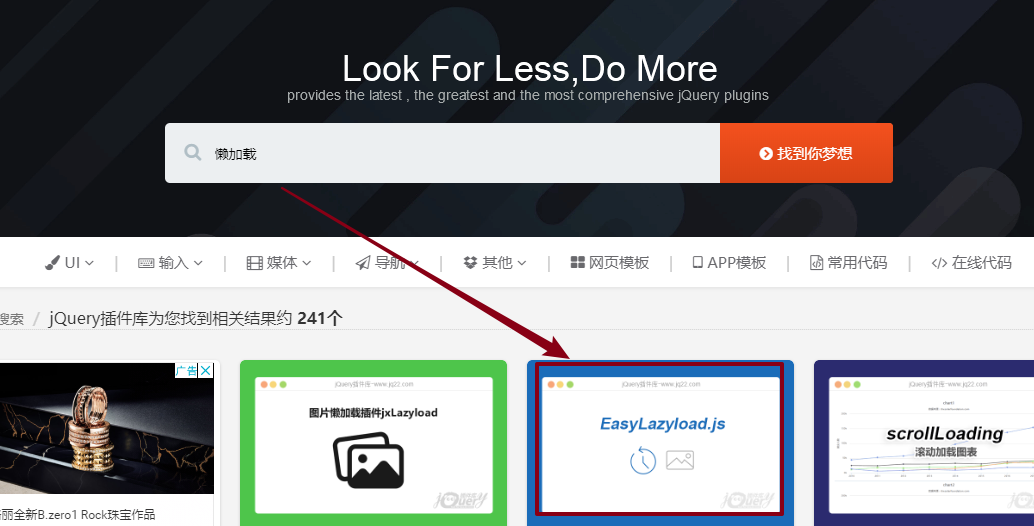 Look For Less,Do More
provides the latest , the greatest and the most comprehensive jQuery plugins
懒加载
找到你梦想
UI
输入
媒体
导航
其他
网页模板
APP模板
常用代码
在线代码
搜索 / jQuery插件库为您找到相关结果约 241个
广告
丽全新B.zero1 Rock珠宝作品
jQuery插件库-www.jq22.com
图片懒加载插件jxLazyload
jQuery
jQuery插件库-www.jq22.com
EasyLazyload.js
jQuery
jQuery插件库-www.jq22.com
chart1
scrollLoading
滚动加载图表
chart2
jQuery